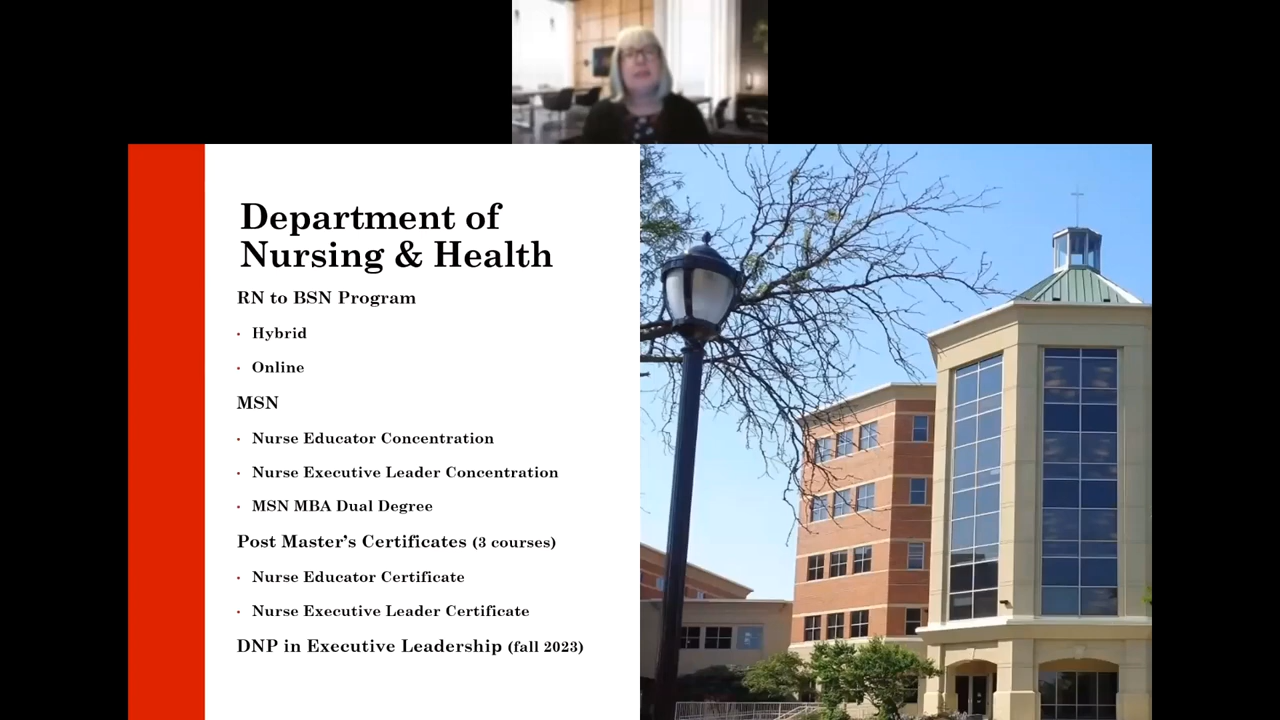 Department of
Nursing & Health
RN to BSN Program
• Hybrid
• Online
MSN
• Nurse Educator Concentration
• Nurse Executive Leader Concentration
• MSN MBA Dual Degree
Post Master's Certificates (3 courses)
• Nurse Educator Certificate
• Nurse Executive Leader Certificate
DNP in Executive Leadership (fall 2023)